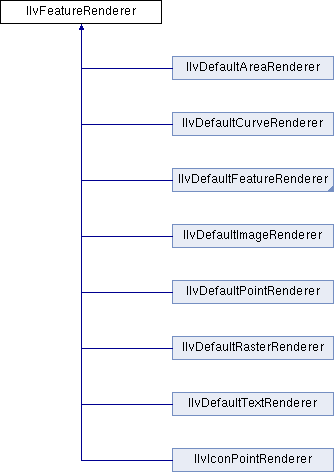 IlvFeatureRenderer
IlvDefaultAreaRenderer
IlvDefaultCurveRenderer
IlvDefaultFeatureRenderer
IlvDefaultImageRenderer
IlvDefaultPointRenderer
IlvDefaultRasterRenderer
IlvDefaultTextRenderer
IlvIconPointRenderer